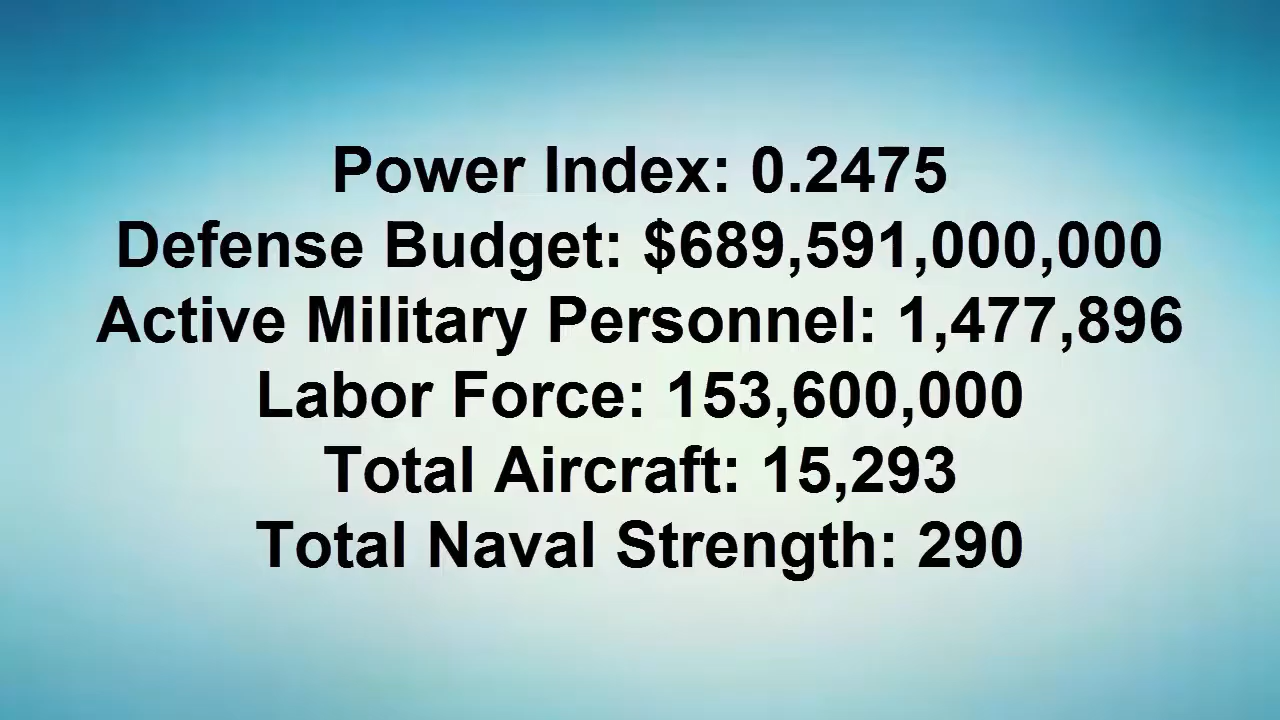 Power Index: 0.2475
Defense Budget: $689,591,000,000
Active Military Personnel: 1,477,896
Labor Force: 153,600,000
Total Aircraft: 15,293
Total Naval Strength: 290